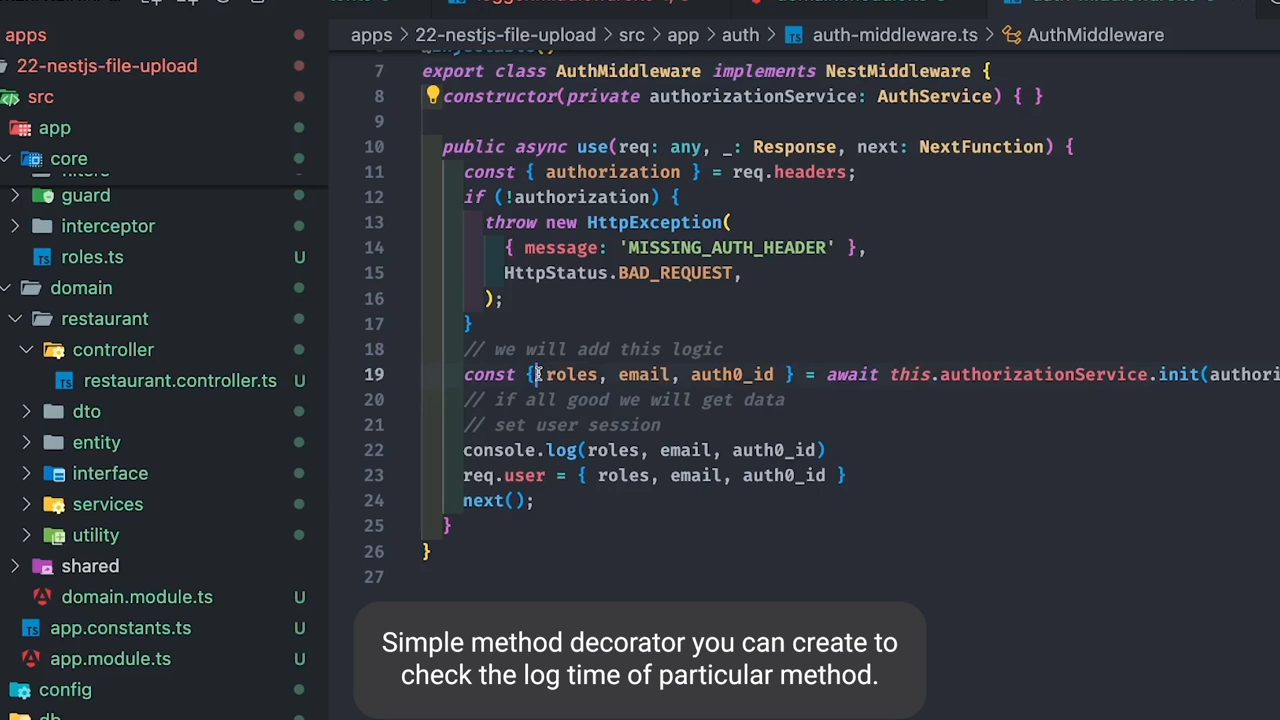 apps
22-nestjs-file-upload
src
app
core
guard
interceptor
roles.ts U
domain
restaurant
controller
restaurant.controller.ts U
dto
entity
interface
services
utility
shared
domain.module.ts U
app.constants.ts U
app.module.ts U
config
apps > 22-nestjs-file-upload > src > app > auth > TS auth-middleware.ts > AuthMiddleware
7 export class AuthMiddleware implements NestMiddleware {
8 constructor(private authorizationService: AuthService) { }
9
10 public async use(req: any, _: Response, next: NextFunction) {
11 const { authorization } = req.headers;
12 if (!authorization) {
13 throw new HttpException(
14 { message: 'MISSING_AUTH_HEADER' },
15 HttpStatus.BAD_REQUEST,
16 );
17 }
18 // we will add this logic
19 const { roles, email, auth0_id } = await this.authorizationService.init(authori
20 // if all good we will get data
21 // set user session
22 console.log(roles, email, auth0_id)
23 req.user = { roles, email, auth0_id }
24 next();
25 }
26 }
27
Simple method decorator you can create to
check the log time of particular method.